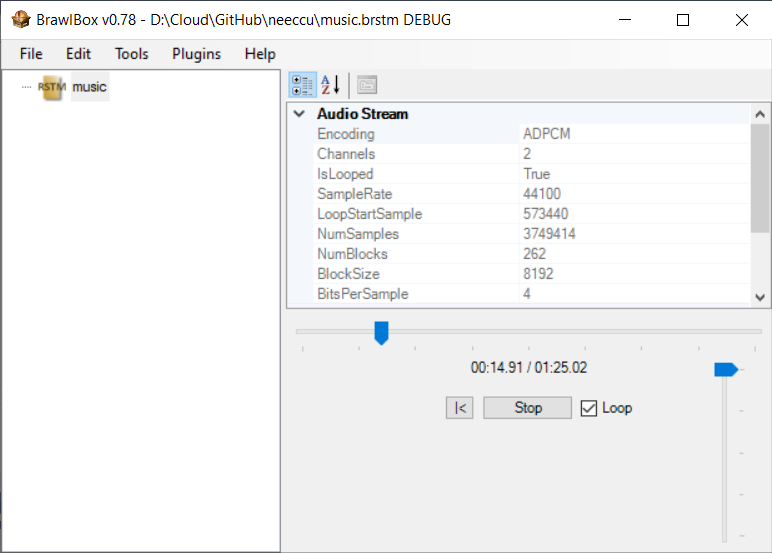 BrawlBox v0.78 - D:\Cloud\GitHub\neeccu\music.brstm DEBUG
File Edit Tools Plugins Help
RSTM music
A Z
Audio Stream
Encoding ADPCM
Channels 2
IsLooped True
SampleRate 44100
LoopStartSample 573440
NumSamples 3749414
NumBlocks 262
BlockSize 8192
BitsPerSample 4
00:14.91 / 01:25.02
|< Stop Loop